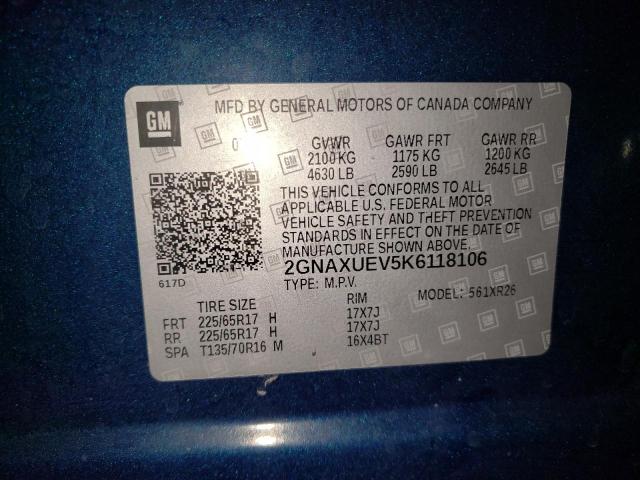 GM
MFD BY GENERAL MOTORS OF CANADA COMPANY
0 GVWR GAWR FRT GAWR RR
2100 KG 1175 KG 1200 KG
4630 LB 2590 LB 2645 LB
THIS VEHICLE CONFORMS TO ALL
APPLICABLE U.S. FEDERAL MOTOR
VEHICLE SAFETY AND THEFT PREVENTION
STANDARDS IN EFFECT ON THE DATE OF
MANUFACTURE SHOWN ABOVE.
2GNAXUEV5K6118106
617D
TYPE: M.P.V. MODEL: 561XR26
TIRE SIZE RIM
FRT 225/65R17 H 17X7J
RR 225/65R17 H 17X7J
SPA T135/70R16 M 16X4BT